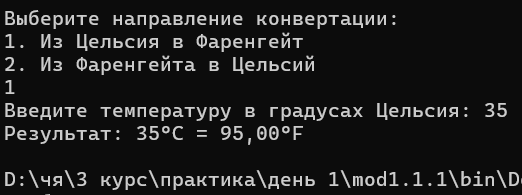 Выберите направление конвертации:
1. Из Цельсия в Фаренгейт
2. Из Фаренгейта в Цельсий
1
Введите температуру в градусах Цельсия: 35
Результат: 35°C = 95,00°F
D:\чя\3 курс\практика\день 1\mod1.1.1\bin\De